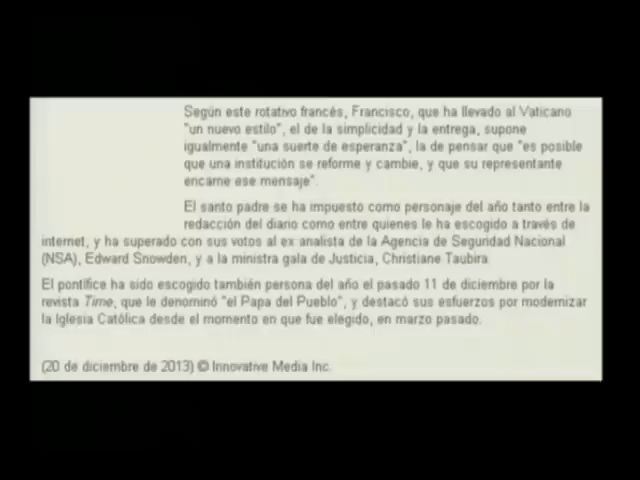 Según este rotativo francés, Francisco, que ha llevado al Vaticano
"un nuevo estilo", el de la simplicidad y la entrega, supone
igualmente "una suerte de esperanza", la de pensar que "es posible
que una institución se reforme y cambie, y que su representante
encarne ese mensaje".
El santo padre se ha impuesto como personaje del año tanto entre la
redacción del diario como entre quienes le ha escogido a través de
internet, y ha superado con sus votos al ex analista de la Agencia de Seguridad Nacional
(NSA), Edward Snowden, y a la ministra gala de Justicia, Christiane Taubira.
El pontífice ha sido escogido también persona del año el pasado 11 de diciembre por la
revista Time, que le denominó "el Papa del Pueblo", y destacó sus esfuerzos por modernizar
la Iglesia Católica desde el momento en que fue elegido, en marzo pasado.
(20 de diciembre de 2013) © Innovative Media Inc.